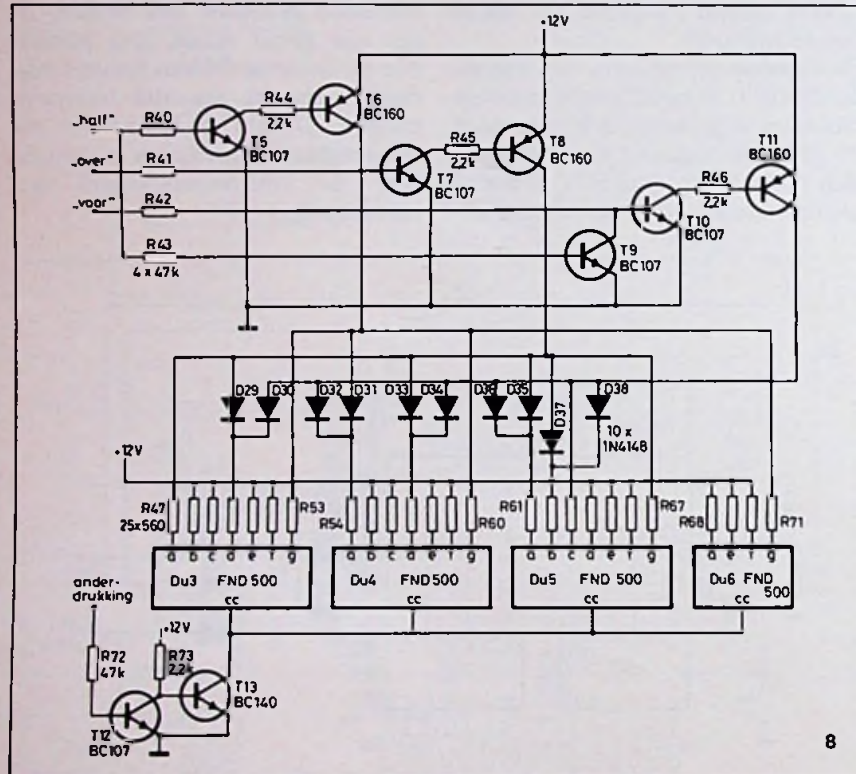 +12V
„half"
R40
R44
2,2k
T6
BC160
T5
BC107
„over"
R41
R45
2,2k
T8
BC160
T7
BC107
T11
BC160
R46
2,2k
„voor"
R42
T10
BC107
R43
4 x 47k
T9
BC107
D29
D30
D32
D31
D33
D34
D36
D35
D37
D38
10 x
1N4148
+12V
R47
25x560
R53
R54
R60
R61
R67
R68
R71
a b c d e f g
a b c d e f g
a b c d e f g
a e f g
Du3 FND 500
cc
Du4 FND 500
cc
Du5 FND 500
cc
Du6 FND
500
cc
onder-
drukking
+12V
R72
47k
R73
2,2k
T13
BC140
T12
BC107
8